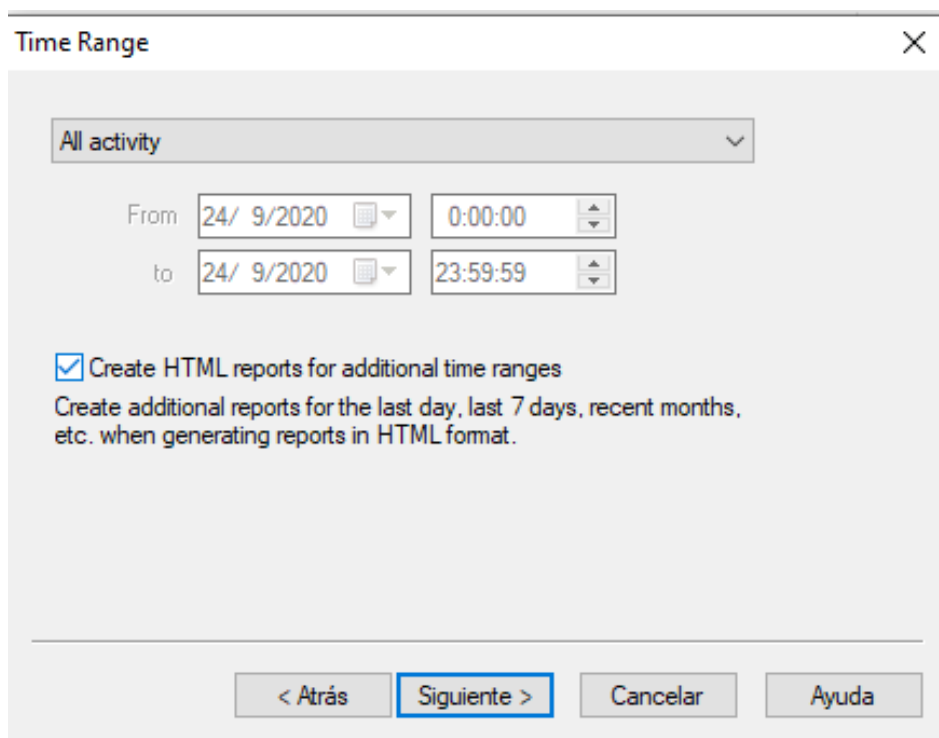 Time Range
All activity
From 24/ 9/2020 0:00:00
to 24/ 9/2020 23:59:59
Create HTML reports for additional time ranges
Create additional reports for the last day, last 7 days, recent months,
etc. when generating reports in HTML format.
< Atrás Siguiente > Cancelar Ayuda